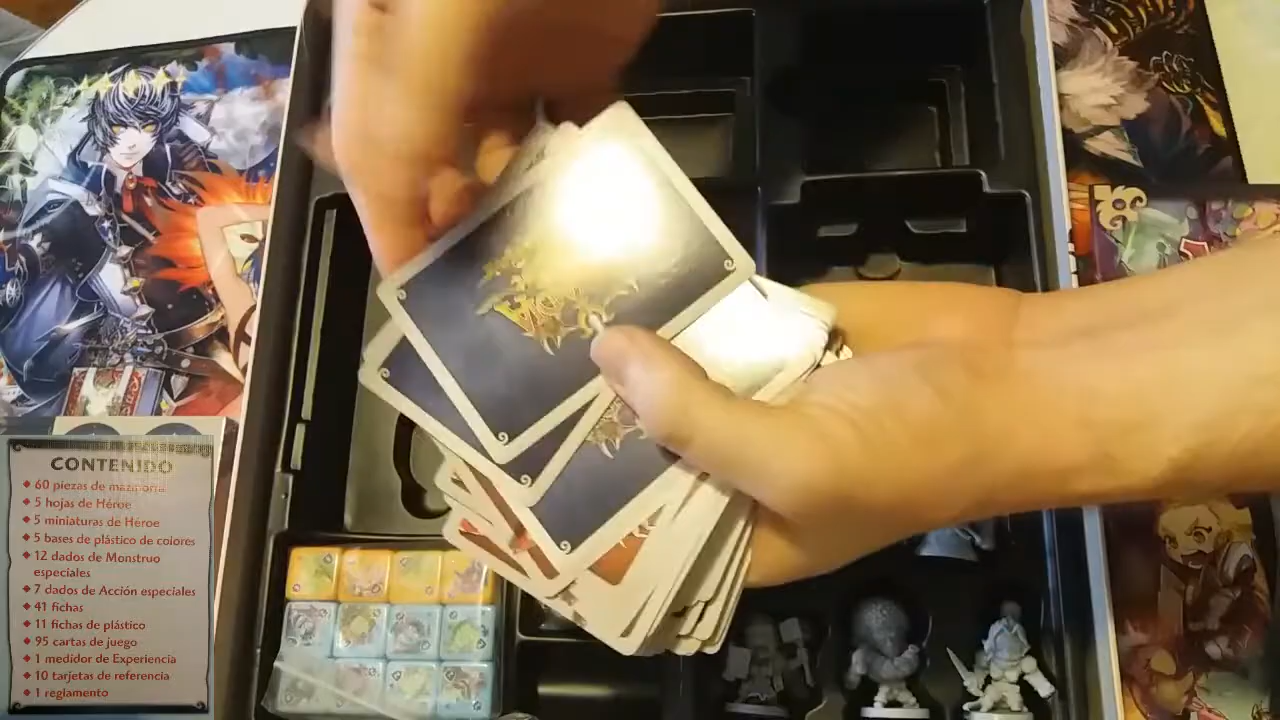 CONTENIDO
60 piezas de mazmorra
5 hojas de Héroe
5 miniaturas de Héroe
5 bases de plástico de colores
12 dados de Monstruo
especiales
7 dados de Acción especiales
41 fichas
11 fichas de plástico
95 cartas de juego
1 medidor de Experiencia
10 tarjetas de referencia
1 reglamento